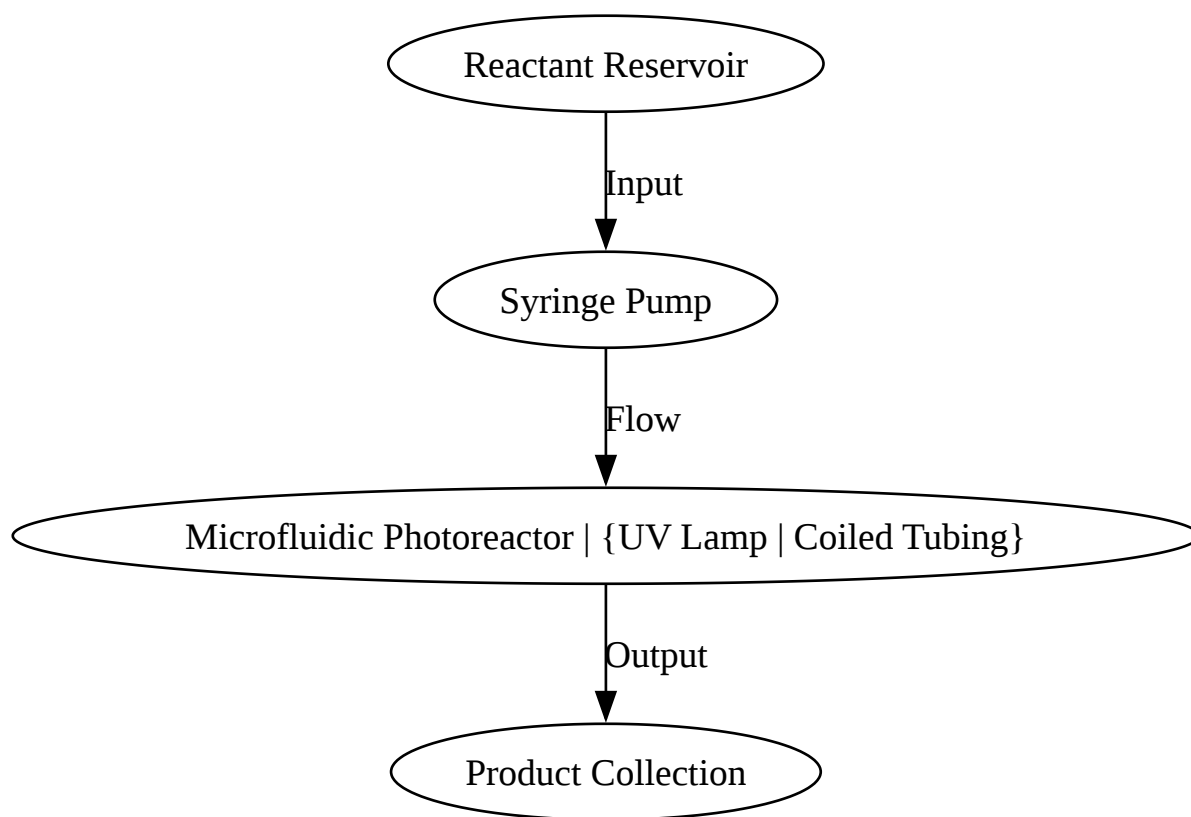 Reactant Reservoir
Input
Syringe Pump
Flow
Microfluidic Photoreactor | {UV Lamp | Coiled Tubing}
Output
Product Collection